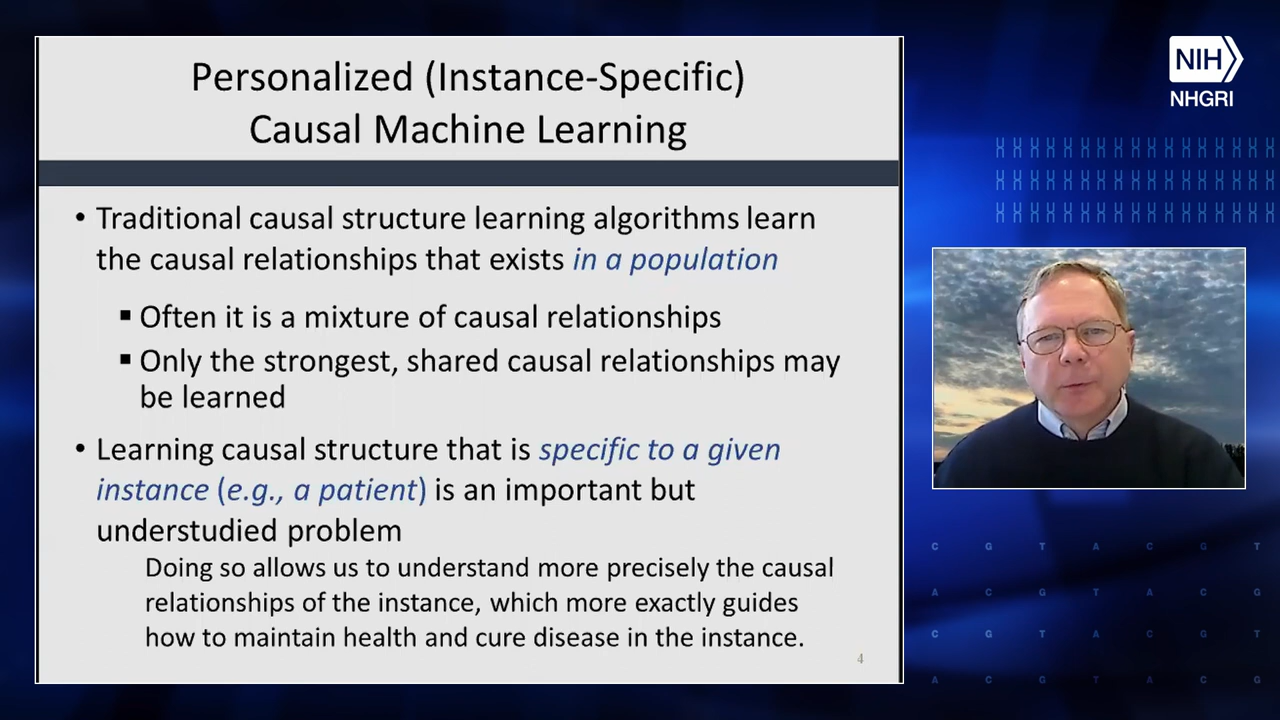 Personalized (Instance-Specific)
Causal Machine Learning
• Traditional causal structure learning algorithms learn
the causal relationships that exists in a population
▪ Often it is a mixture of causal relationships
▪ Only the strongest, shared causal relationships may
be learned
• Learning causal structure that is specific to a given
instance (e.g., a patient) is an important but
understudied problem
Doing so allows us to understand more precisely the causal
relationships of the instance, which more exactly guides
how to maintain health and cure disease in the instance.
4
NIH
NHGRI
C G T A C G T
A C G T A C G
C G T A C G T
A C G T A C G